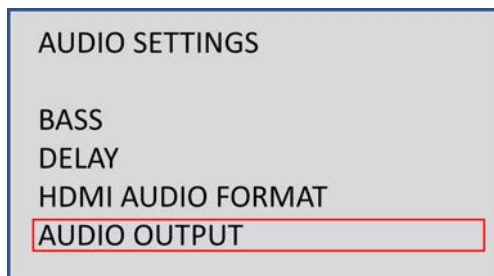 AUDIO SETTINGS
BASS
DELAY
HDMI AUDIO FORMAT
AUDIO OUTPUT